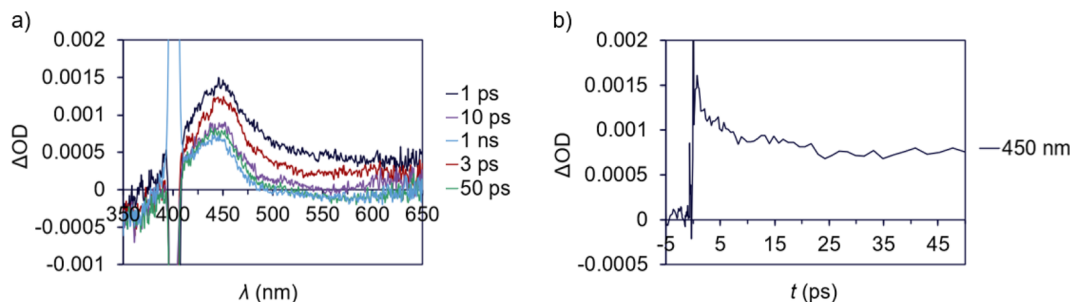 a)
0.002
0.0015
0.001
0.0005
0
-0.0005
-0.001
350 400 450 500 550 600 650
ΔOD
λ (nm)
1 ps
10 ps
1 ns
3 ps
50 ps
b)
0.002
0.0015
0.001
0.0005
0
-0.0005
-5 5 15 25 35 45
ΔOD
t (ps)
450 nm